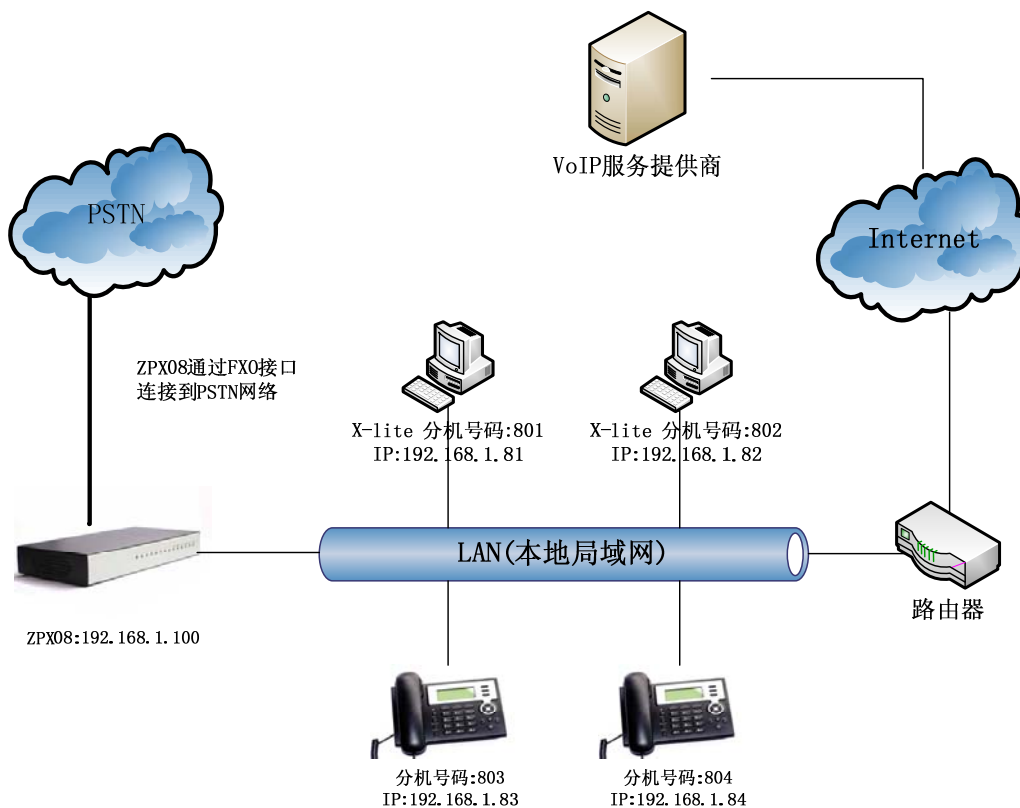 VoIP服务提供商
PSTN
Internet
ZPX08通过FXO接口
连接到PSTN网络
X-lite 分机号码:801
IP:192.168.1.81
X-lite 分机号码:802
IP:192.168.1.82
LAN(本地局域网)
路由器
ZPX08:192.168.1.100
分机号码:803
IP:192.168.1.83
分机号码:804
IP:192.168.1.84